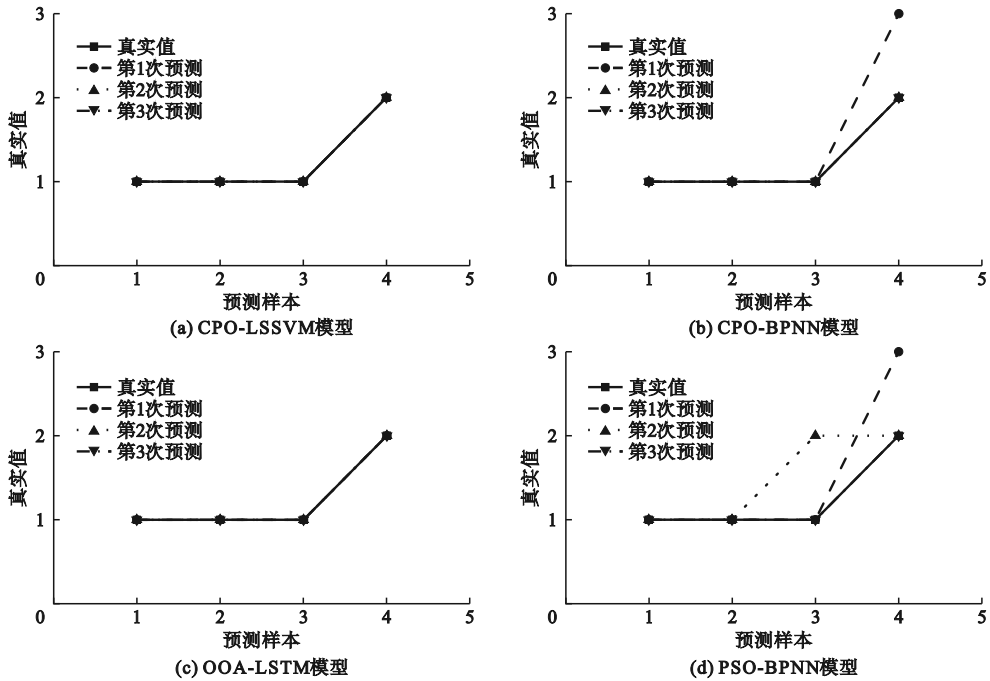 3
2
1
0
真实值
真实值
第1次预测
第2次预测
第3次预测
1 2 3 4 5
预测样本
(a) CPO-LSSVM模型
3
2
1
0
真实值
真实值
第1次预测
第2次预测
第3次预测
1 2 3 4 5
预测样本
(b) CPO-BPNN模型
3
2
1
0
真实值
真实值
第1次预测
第2次预测
第3次预测
1 2 3 4 5
预测样本
(c) OOA-LSTM模型
3
2
1
0
真实值
真实值
第1次预测
第2次预测
第3次预测
1 2 3 4 5
预测样本
(d) PSO-BPNN模型